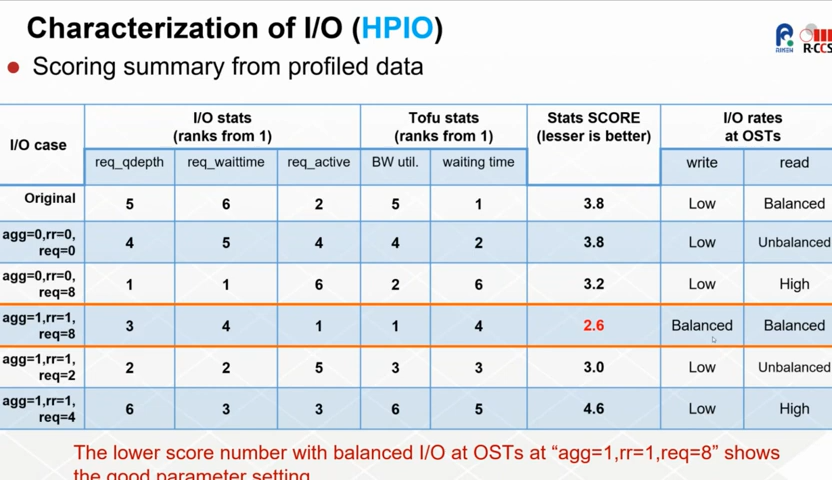 Characterization of I/O (HPIO)
RIKEN R-CCS
● Scoring summary from profiled data
I/O case | I/O stats (ranks from 1) | Tofu stats (ranks from 1) | Stats SCORE (lesser is better) | I/O rates at OSTs
req_qdepth | req_waittime | req_active | BW util. | waiting time | write | read
Original | 5 | 6 | 2 | 5 | 1 | 3.8 | Low | Balanced
agg=0,rr=0, req=0 | 4 | 5 | 4 | 4 | 2 | 3.8 | Low | Unbalanced
agg=0,rr=0, req=8 | 1 | 1 | 6 | 2 | 6 | 3.2 | Low | High
agg=1,rr=1, req=8 | 3 | 4 | 1 | 1 | 4 | 2.6 | Balanced | Balanced
agg=1,rr=1, req=2 | 2 | 2 | 5 | 3 | 3 | 3.0 | Low | Unbalanced
agg=1,rr=1, req=4 | 6 | 3 | 3 | 6 | 5 | 4.6 | Low | High
The lower score number with balanced I/O at OSTs at “agg=1,rr=1,req=8” shows
the good parameter setting